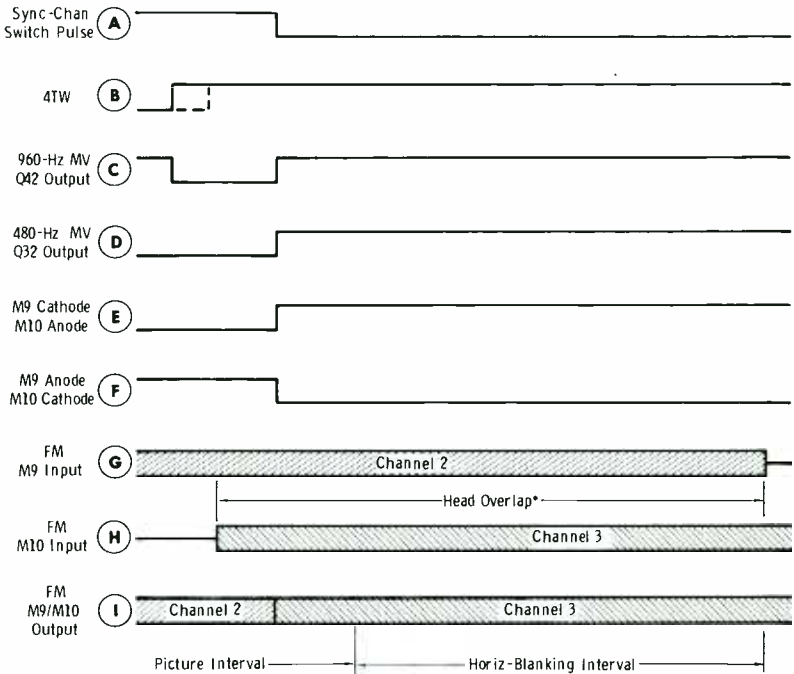 Sync-Chan
Switch Pulse
A
4TW
B
960-Hz MV
Q42 Output
C
480-Hz MV
Q32 Output
D
M9 Cathode
M10 Anode
E
M9 Anode
M10 Cathode
F
FM
M9 Input
G
Channel 2
Head Overlap*
FM
M10 Input
H
Channel 3
FM
M9/M10
Output
I
Channel 2
Channel 3
Picture Interval
Horiz-Blanking Interval